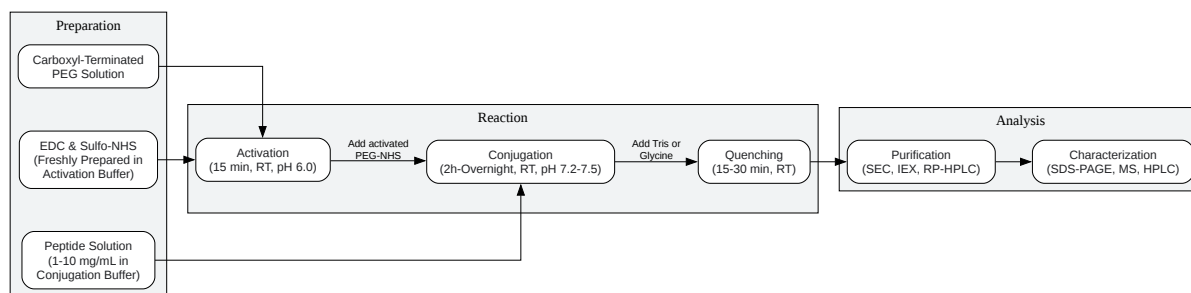 Preparation
Carboxyl-Terminated
PEG Solution
EDC & Sulfo-NHS
(Freshly Prepared in
Activation Buffer)
Peptide Solution
(1-10 mg/mL in
Conjugation Buffer)
Reaction
Activation
(15 min, RT, pH 6.0)
Add activated
PEG-NHS
Conjugation
(2h-Overnight, RT, pH 7.2-7.5)
Add Tris or
Glycine
Quenching
(15-30 min, RT)
Analysis
Purification
(SEC, IEX, RP-HPLC)
Characterization
(SDS-PAGE, MS, HPLC)